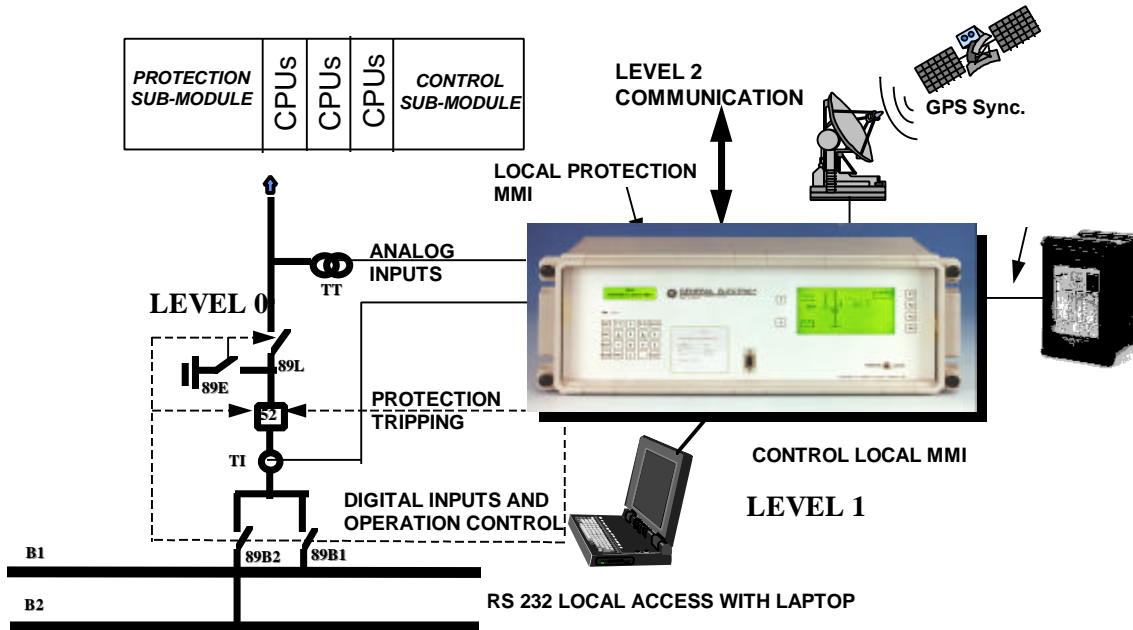 PROTECTION
SUB-MODULE
CPUs
CPUs
CPUs
CONTROL
SUB-MODULE
LEVEL 2
COMMUNICATION
GPS Sync.
LOCAL PROTECTION
MMI
ANALOG
INPUTS
TT
LEVEL 0
GENERAL ELECTRIC
89L
89E
52
PROTECTION
TRIPPING
TI
CONTROL LOCAL MMI
DIGITAL INPUTS AND
OPERATION CONTROL
LEVEL 1
B1
89B2
89B1
B2
RS 232 LOCAL ACCESS WITH LAPTOP